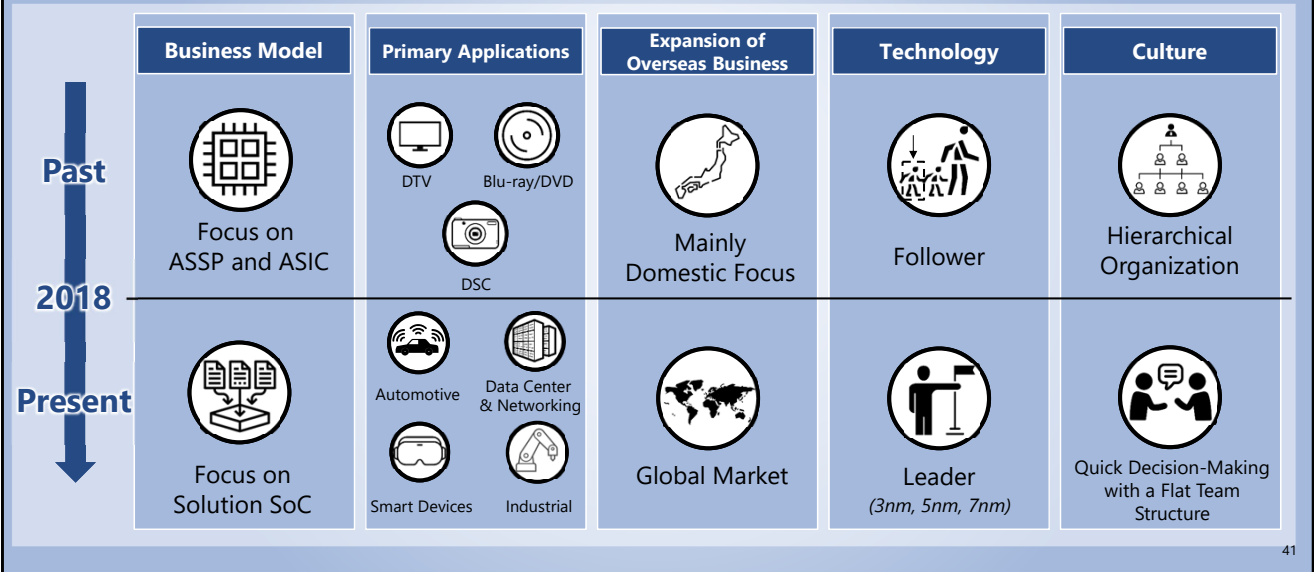 Business Model
Primary Applications
Expansion of
Overseas Business
Technology
Culture
Past
Focus on
ASSP and ASIC
DTV
Blu-ray/DVD
DSC
Mainly
Domestic Focus
Follower
Hierarchical
Organization
2018
Present
Focus on
Solution SoC
Automotive
Data Center
& Networking
Smart Devices
Industrial
Global Market
Leader
(3nm, 5nm, 7nm)
Quick Decision-Making
with a Flat Team
Structure
41